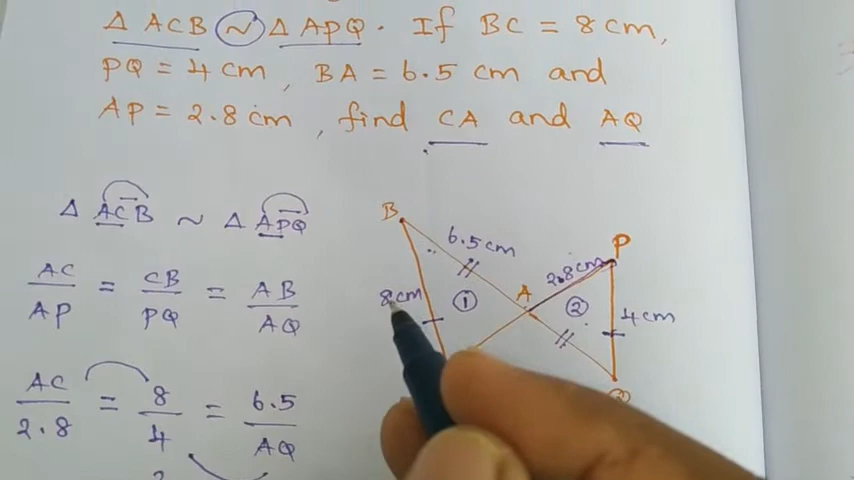 Δ ACB ~ Δ APQ. If BC = 8 cm,
PQ = 4 cm, BA = 6.5 cm and
AP = 2.8 cm, find CA and AQ
Δ ACB ~ Δ APQ
AC/AP = CB/PQ = AB/AQ
AC/2.8 = 8/4 = 6.5/AQ
B
6.5 cm
P
2.8 cm
8 cm
1
A
2
4 cm